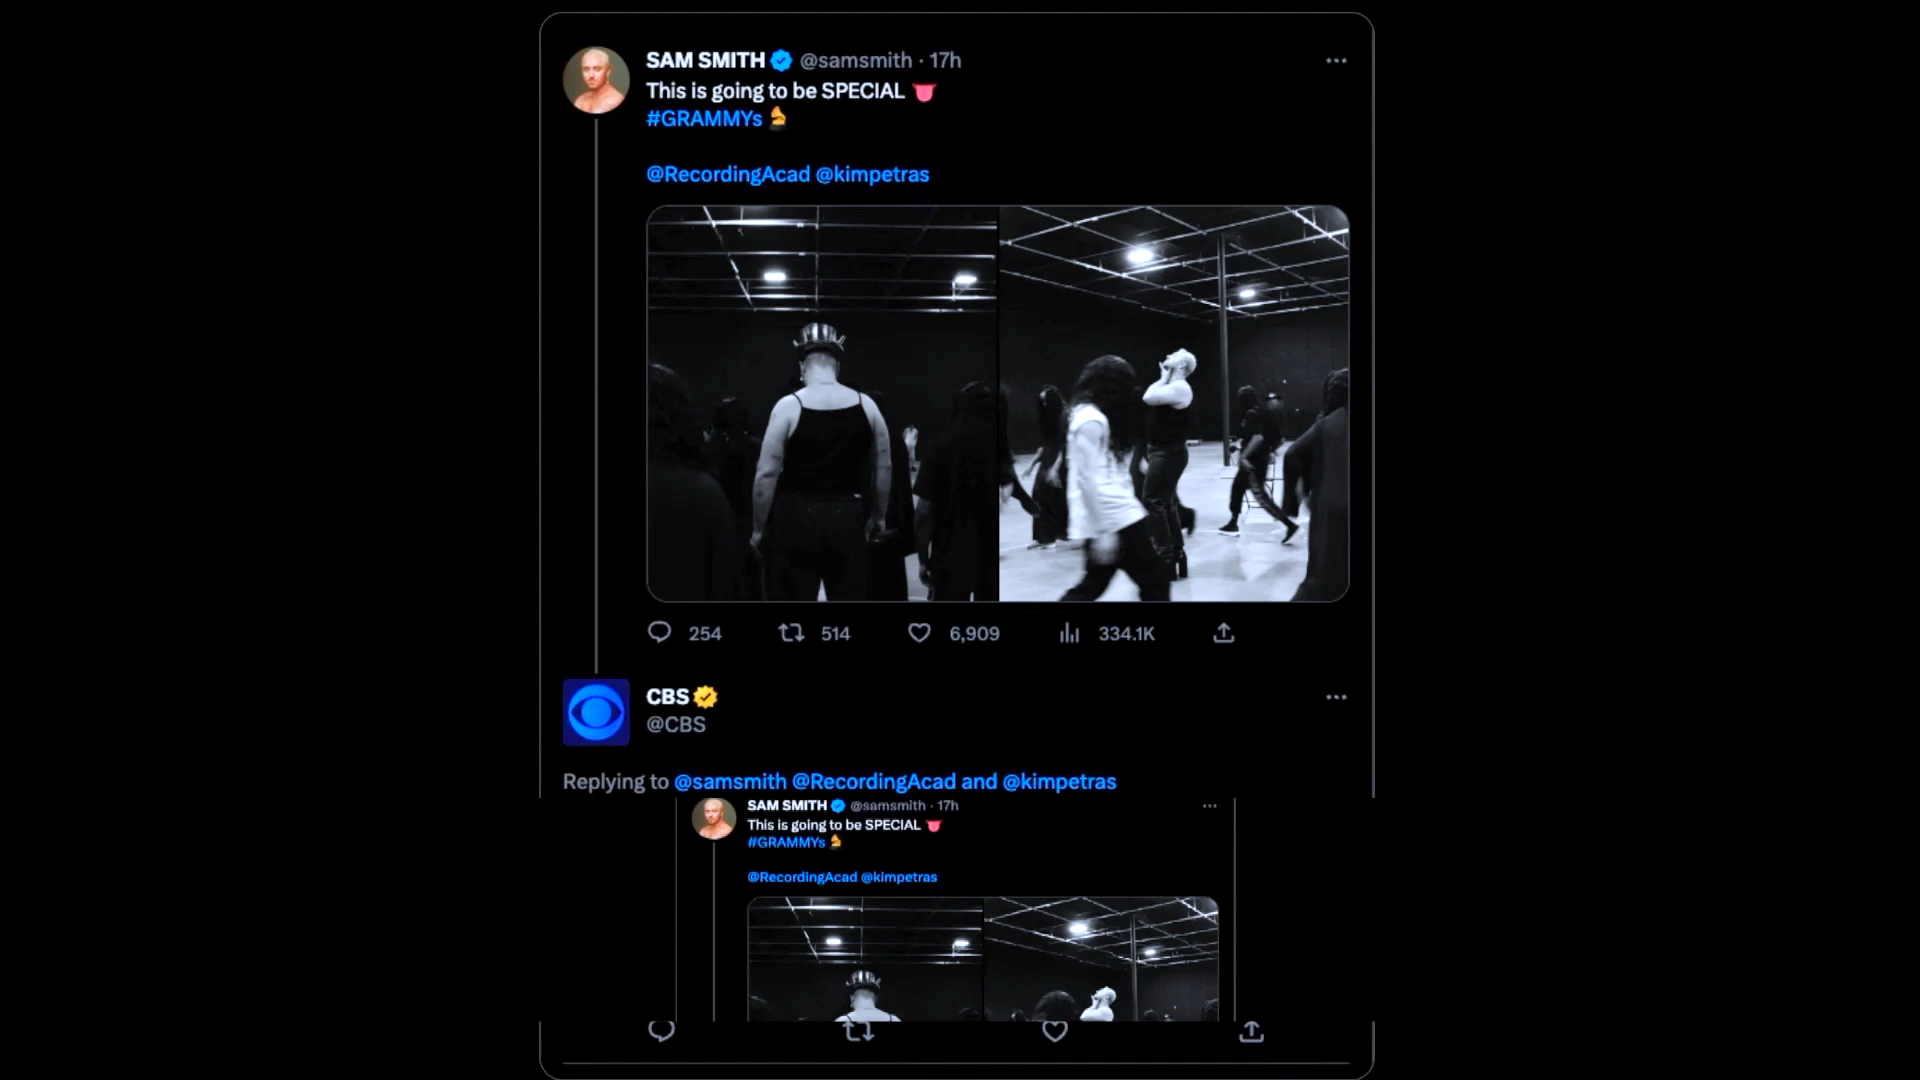 SAM SMITH @samsmith · 17h
This is going to be SPECIAL 👅
#GRAMMYs
@RecordingAcad @kimpetras
254 514 6,909 334.1K
CBS
@CBS
Replying to @samsmith @RecordingAcad and @kimpetras
SAM SMITH @samsmith · 17h
This is going to be SPECIAL 👅
#GRAMMYs
@RecordingAcad @kimpetras